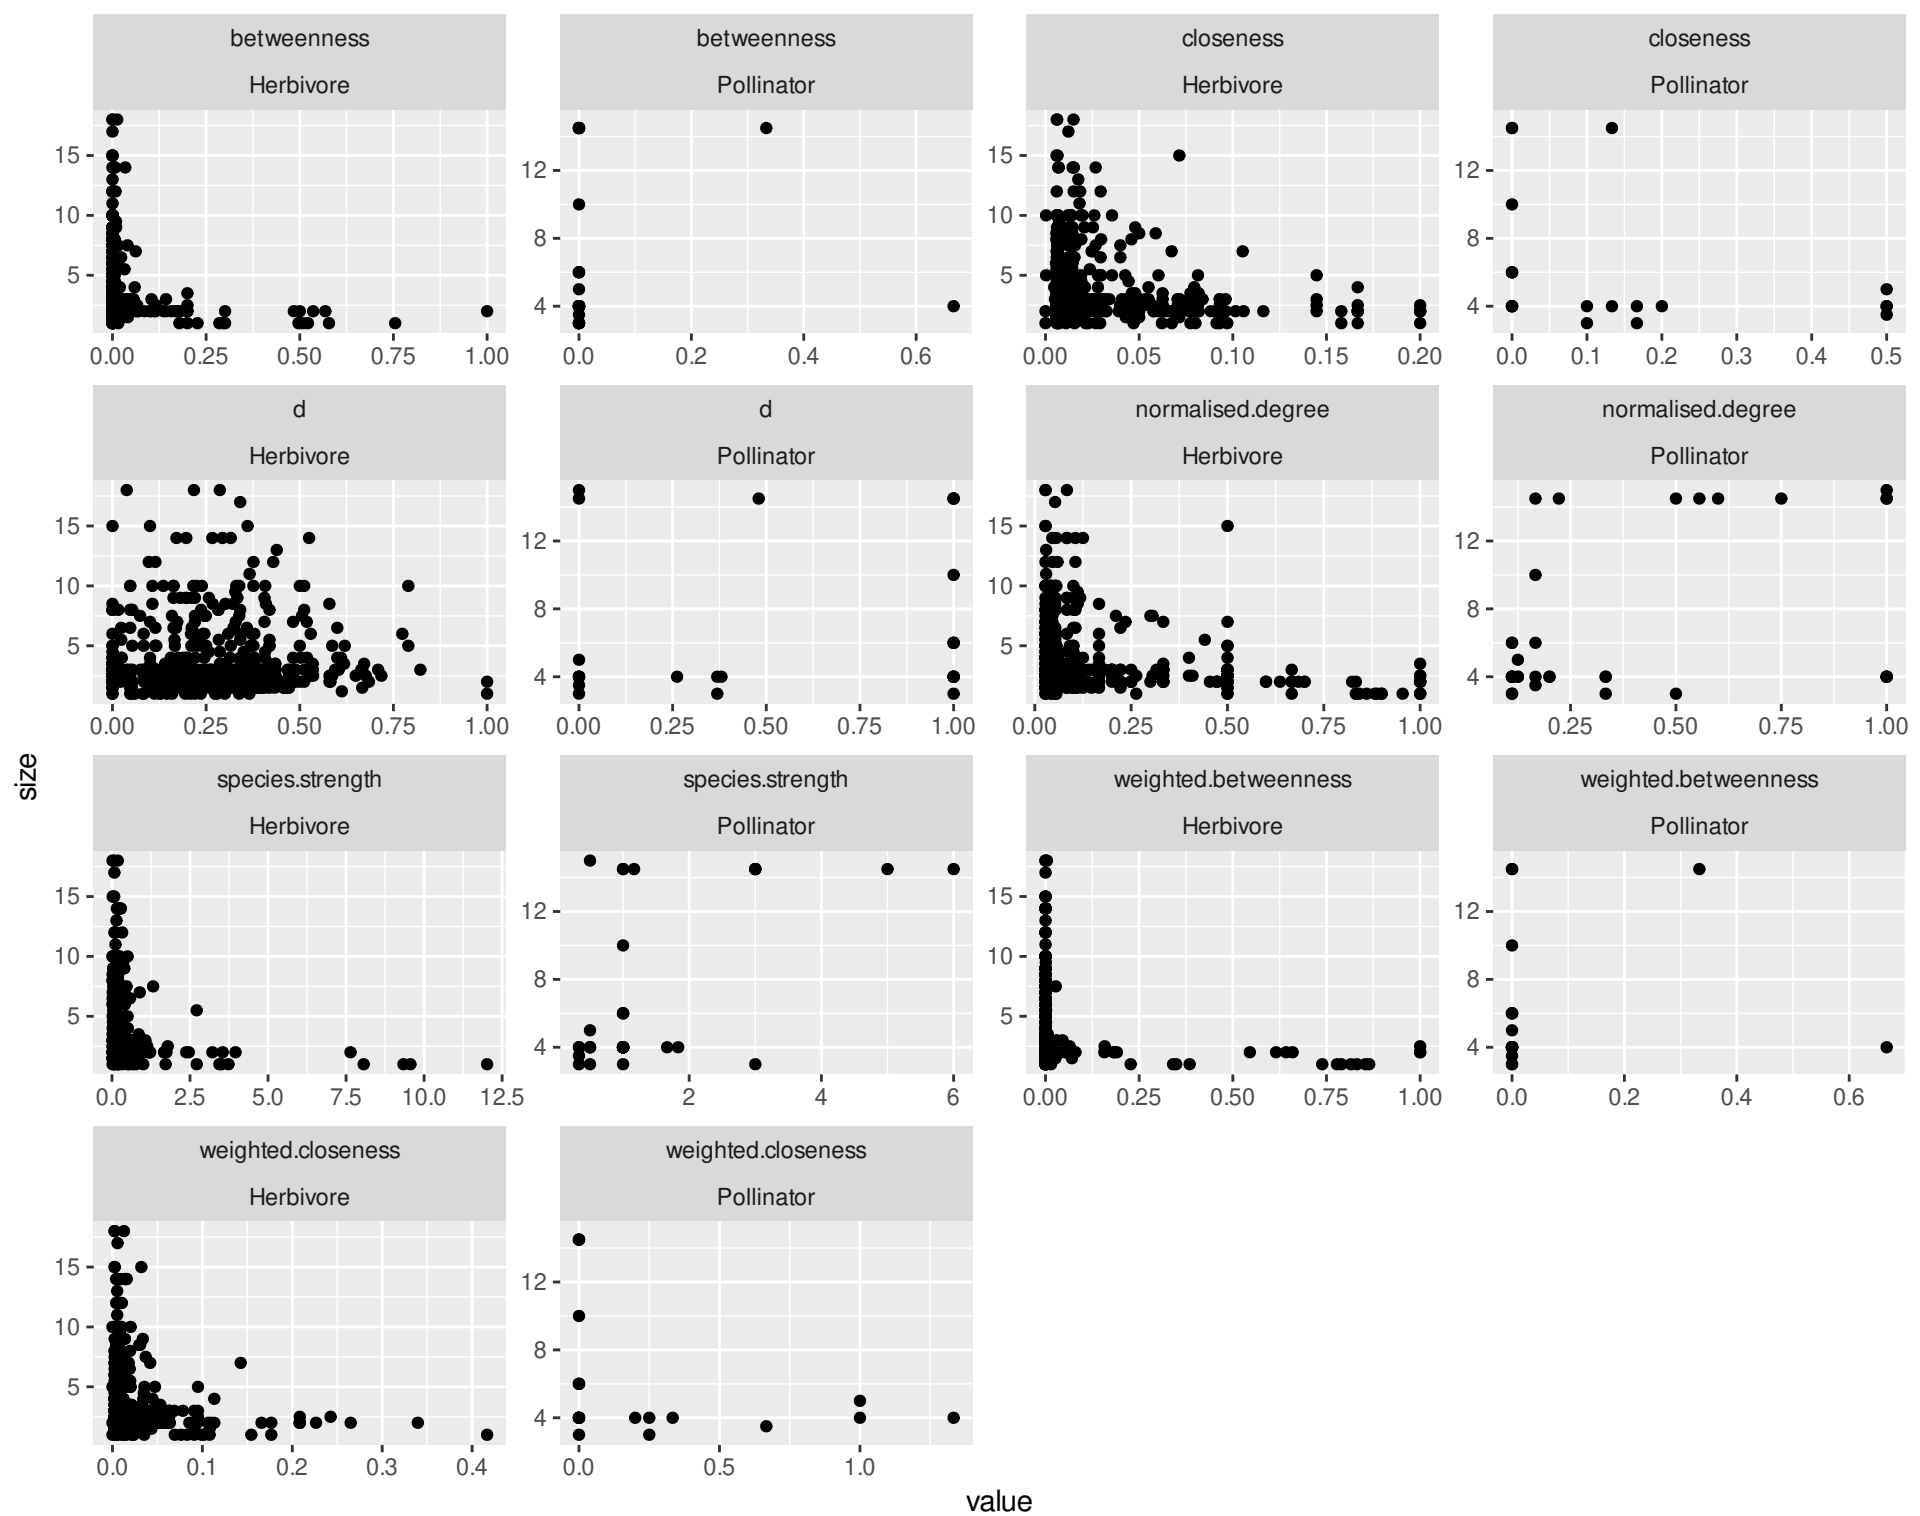 betweenness betweenness closeness closeness
Herbivore Pollinator Herbivore Pollinator
15
10
5
0.00 0.25 0.50 0.75 1.00
12
8
4
0.0 0.2 0.4 0.6
15
10
5
0.00 0.05 0.10 0.15 0.20
12
8
4
0.0 0.1 0.2 0.3 0.4 0.5
d d normalised.degree normalised.degree
Herbivore Pollinator Herbivore Pollinator
15
10
5
0.00 0.25 0.50 0.75 1.00
12
8
4
0.00 0.25 0.50 0.75 1.00
15
10
5
0.00 0.25 0.50 0.75 1.00
12
8
4
0.25 0.50 0.75 1.00
size
species.strength species.strength weighted.betweenness weighted.betweenness
Herbivore Pollinator Herbivore Pollinator
15
10
5
0.0 2.5 5.0 7.5 10.0 12.5
12
8
4
2 4 6
15
10
5
0.00 0.25 0.50 0.75 1.00
12
8
4
0.0 0.2 0.4 0.6
weighted.closeness weighted.closeness
Herbivore Pollinator
15
10
5
0.0 0.1 0.2 0.3 0.4
12
8
4
0.0 0.5 1.0
value